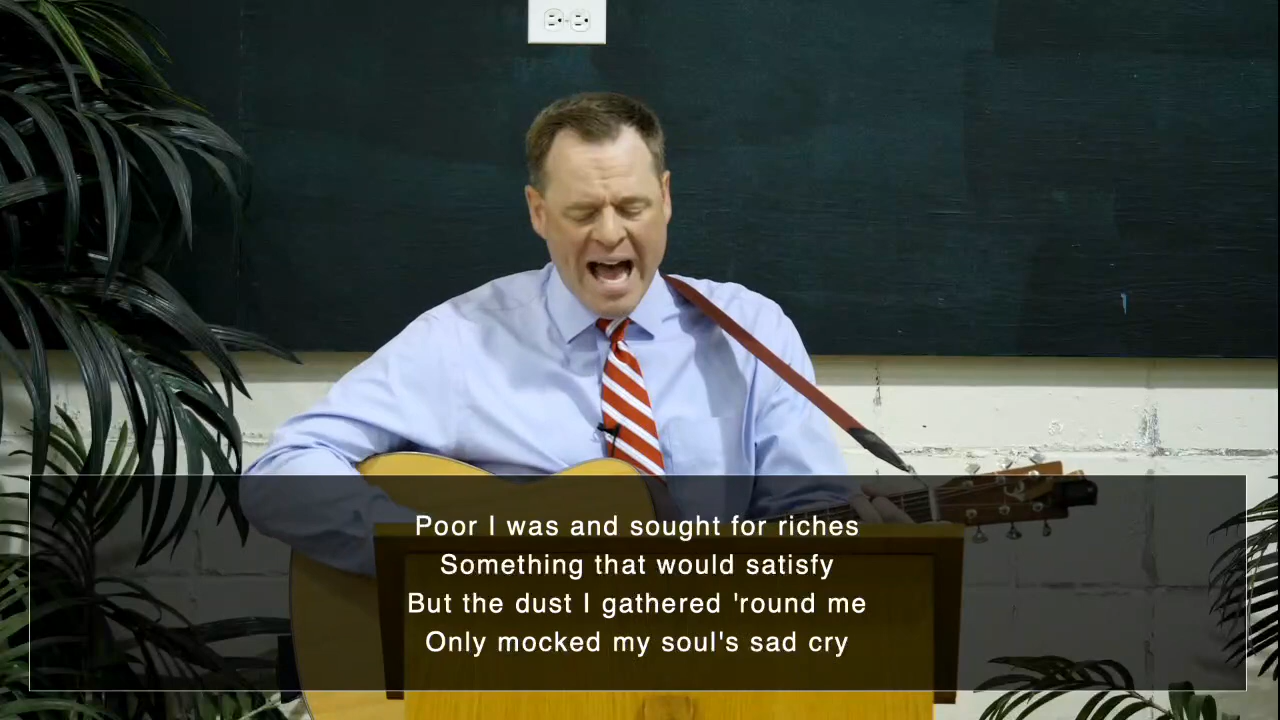 Poor I was and sought for riches
Something that would satisfy
But the dust I gathered 'round me
Only mocked my soul's sad cry